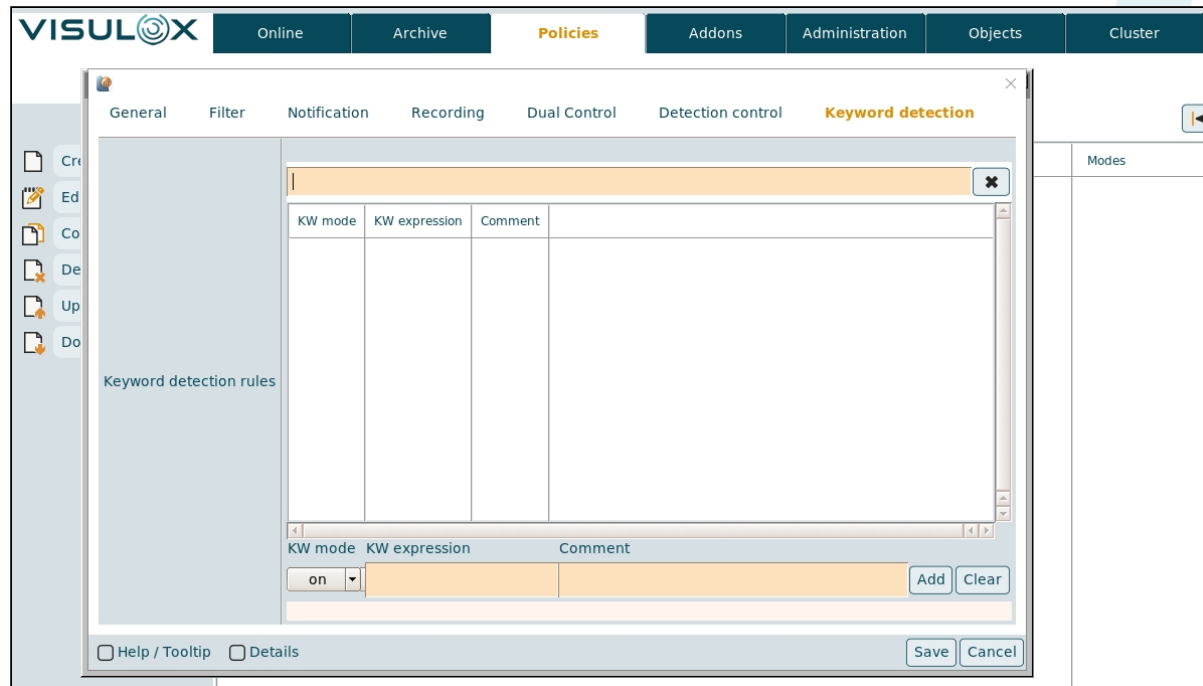 VISULOX Online Archive Policies Addons Administration Objects Cluster
General Filter Notification Recording Dual Control Detection control Keyword detection
Cre
Modes
Ed
Co
De
Up
Do
KW mode KW expression Comment
Keyword detection rules
KW mode KW expression Comment
on Add Clear
Help / Tooltip Details Save Cancel